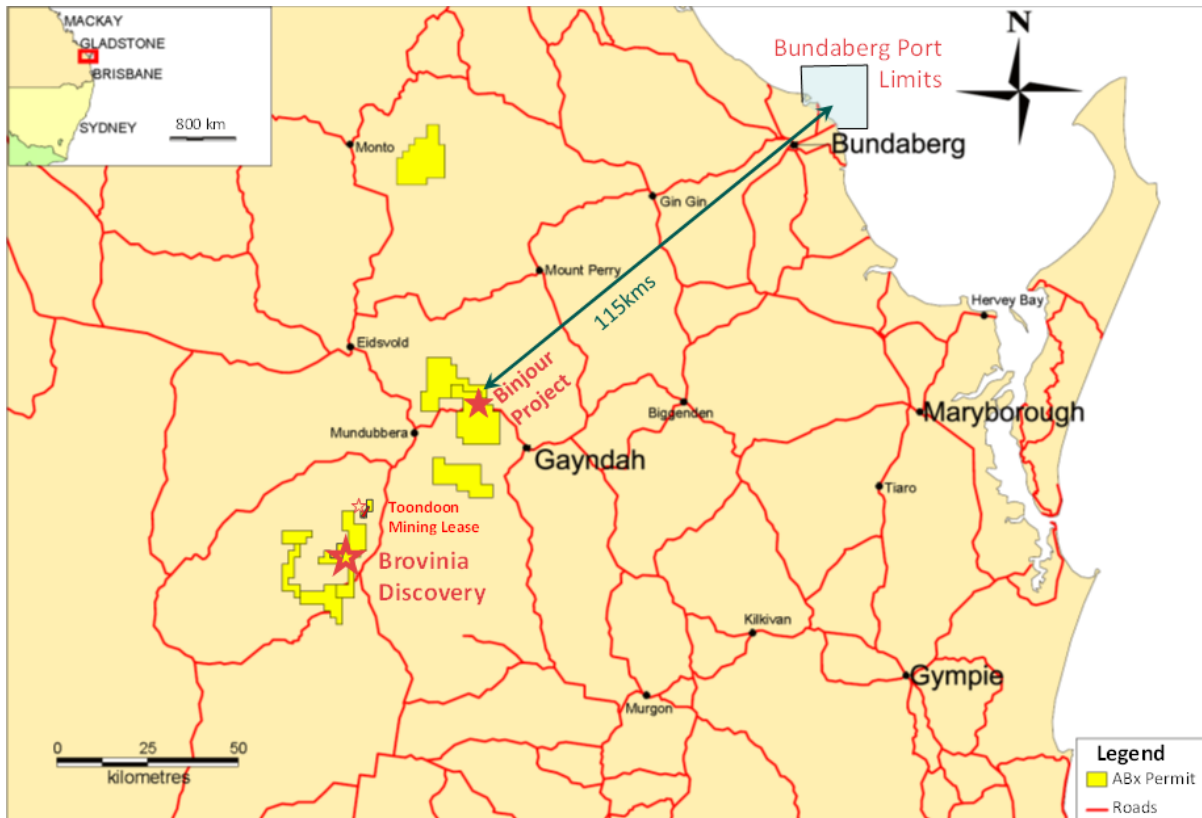 MACKAY
GLADSTONE
BRISBANE
SYDNEY
800 km
N
Bundaberg Port
Limits
Bundaberg
Monto
Gin Gin
Mount Perry
115kms
Hervey Bay
Eidsvold
Binjour
Project
Biggenden
Maryborough
Mundubbera
Gayndah
Tiaro
Toondoon
Mining Lease
Brovinia
Discovery
Kilkivan
Gympie
Murgon
0 25 50
kilometres
Legend
ABx Permit
Roads